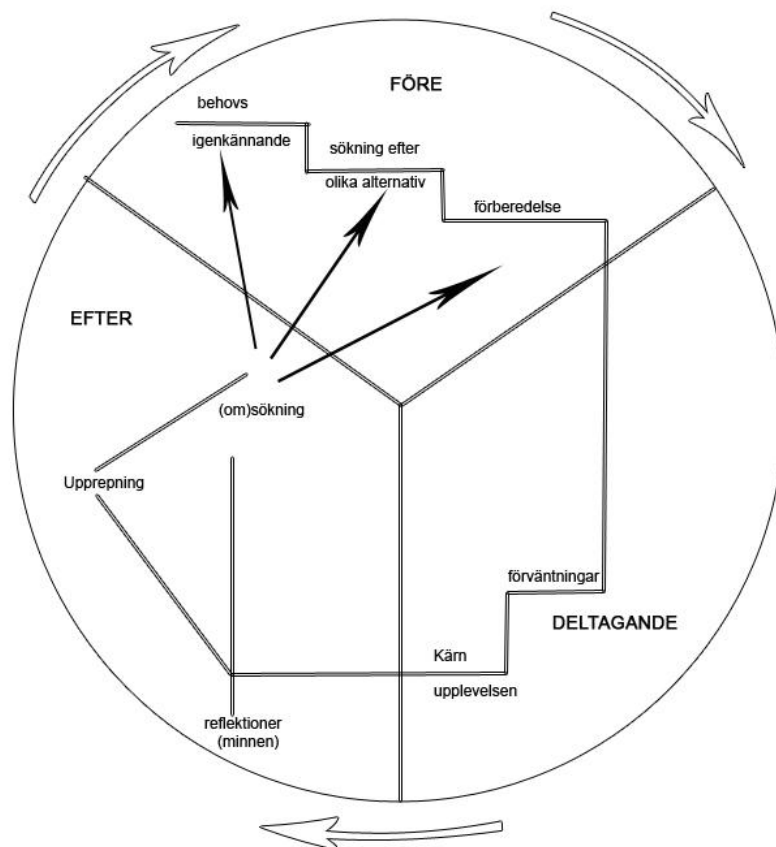 FÖRE
behovs
igenkännande
sökning efter
olika alternativ
förberedelse
EFTER
(om)sökning
Upprepning
förväntningar
DELTAGANDE
Kärn
upplevelsen
reflektioner
(minnen)